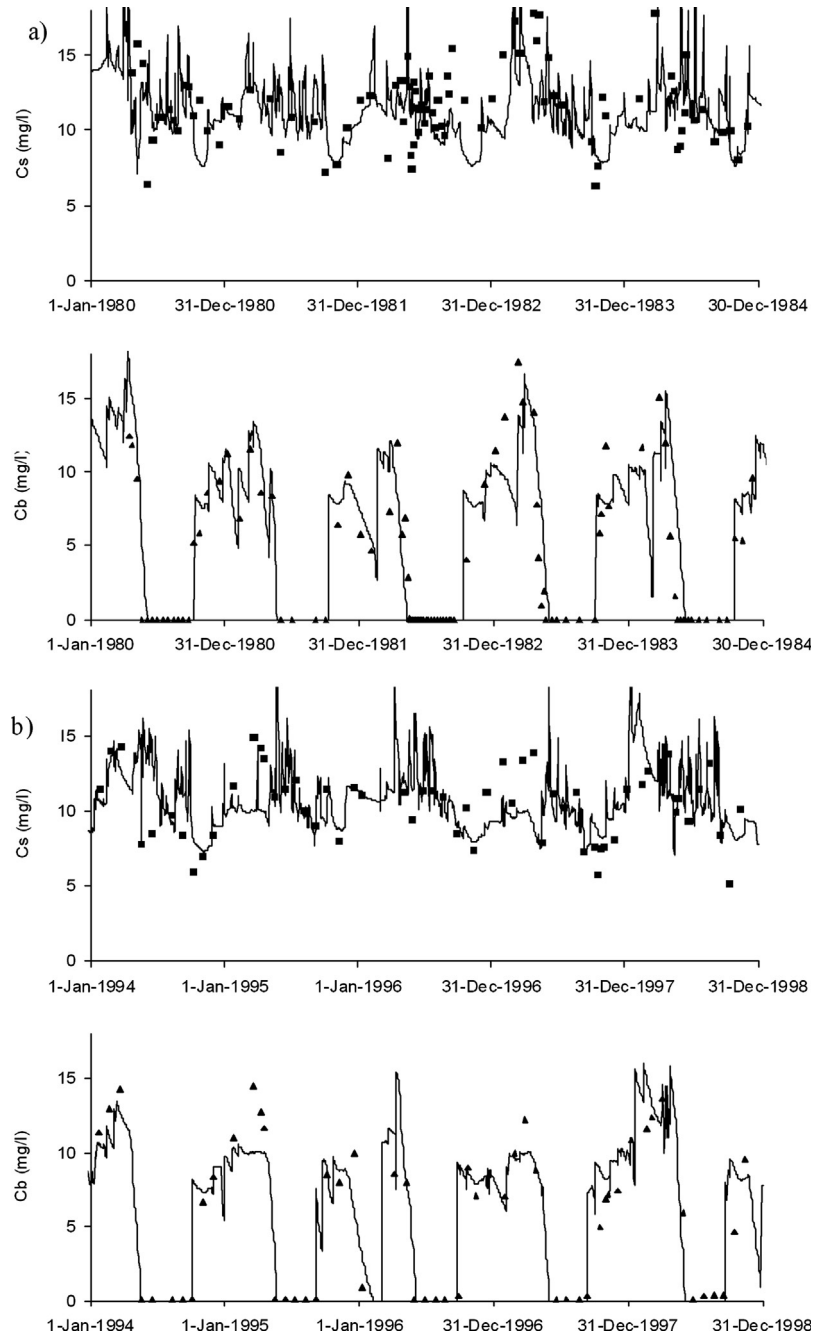 a)
15
10
5
0
Cs (mg/l)
1-Jan-1980 31-Dec-1980 31-Dec-1981 31-Dec-1982 31-Dec-1983 30-Dec-1984
15
10
5
0
Cb (mg/l)
1-Jan-1980 31-Dec-1980 31-Dec-1981 31-Dec-1982 31-Dec-1983 30-Dec-1984
b)
15
10
5
0
Cs (mg/l)
1-Jan-1994 1-Jan-1995 1-Jan-1996 31-Dec-1996 31-Dec-1997 31-Dec-1998
15
10
5
0
Cb (mg/l)
1-Jan-1994 1-Jan-1995 1-Jan-1996 31-Dec-1996 31-Dec-1997 31-Dec-1998